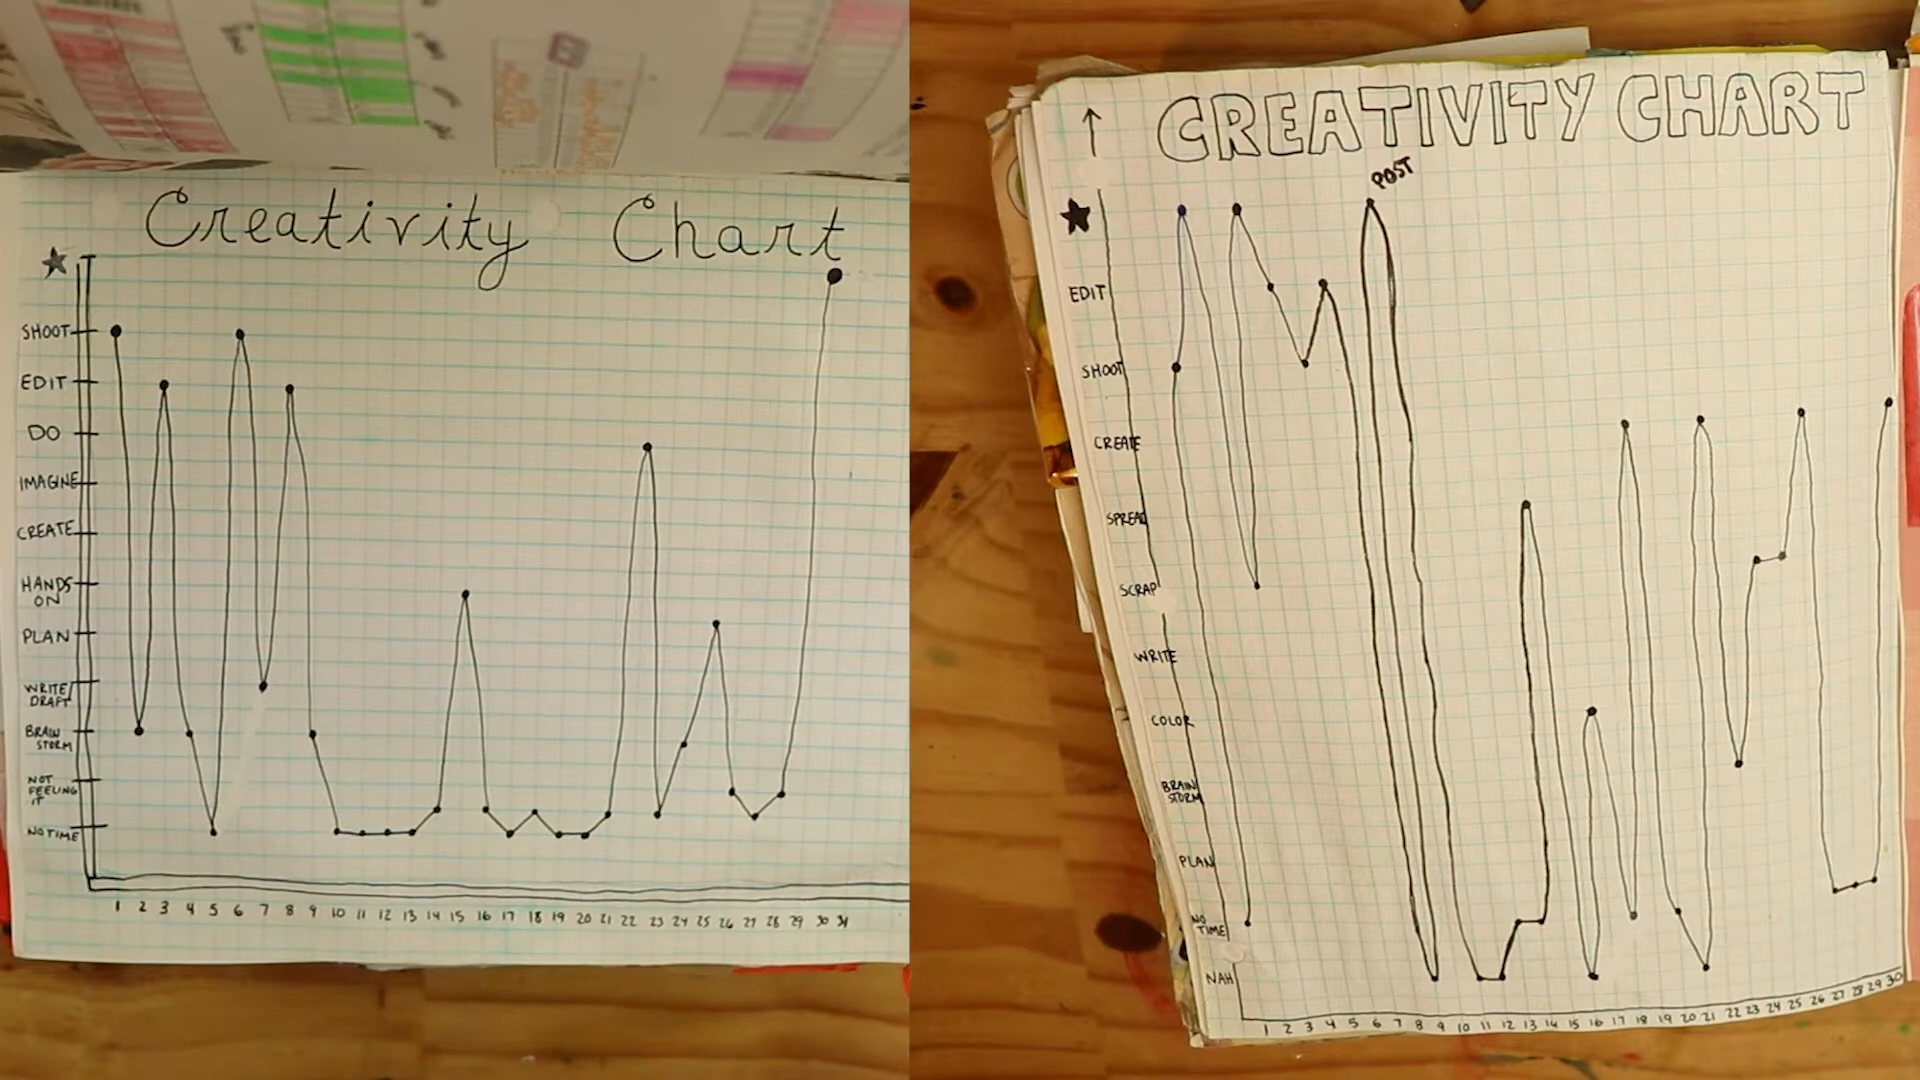 Creativity Chart
SHOOT
EDIT
DO
IMAGINE
CREATE
HANDS
ON
PLAN
WRITE/
DRAFT
BRAIN
STORM
NOT
FEELING
IT
NO TIME
1 2 3 4 5 6 7 8 9 10 11 12 13 14 15 16 17 18 19 20 21 22 23 24 25 26 27 28 29 30 31
CREATIVITY CHART
POST
EDIT
SHOOT
CREATE
SPREAD
SCRAP
WRITE
COLOR
BRAIN
STORM
PLAN
NO
TIME
NAH
1 2 3 4 5 6 7 8 9 10 11 12 13 14 15 16 17 18 19 20 21 22 23 24 25 26 27 28 29 30